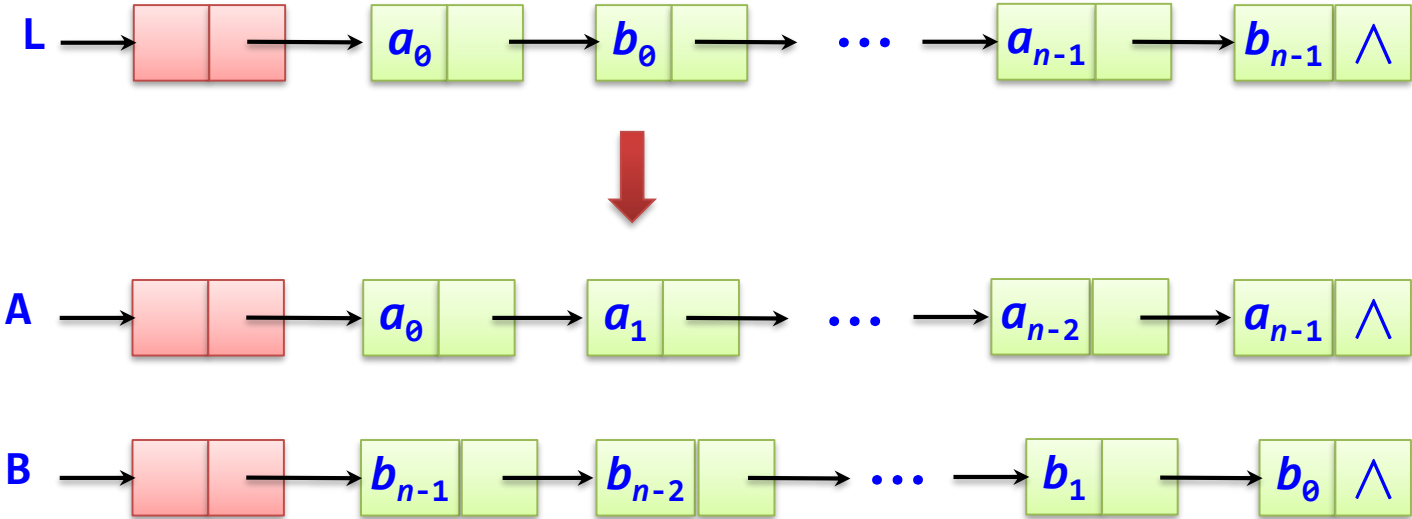 L a₀ b₀ ... aₙ₋₁ bₙ₋₁ ∧
A a₀ a₁ ... aₙ₋₂ aₙ₋₁ ∧
B bₙ₋₁ bₙ₋₂ ... b₁ b₀ ∧